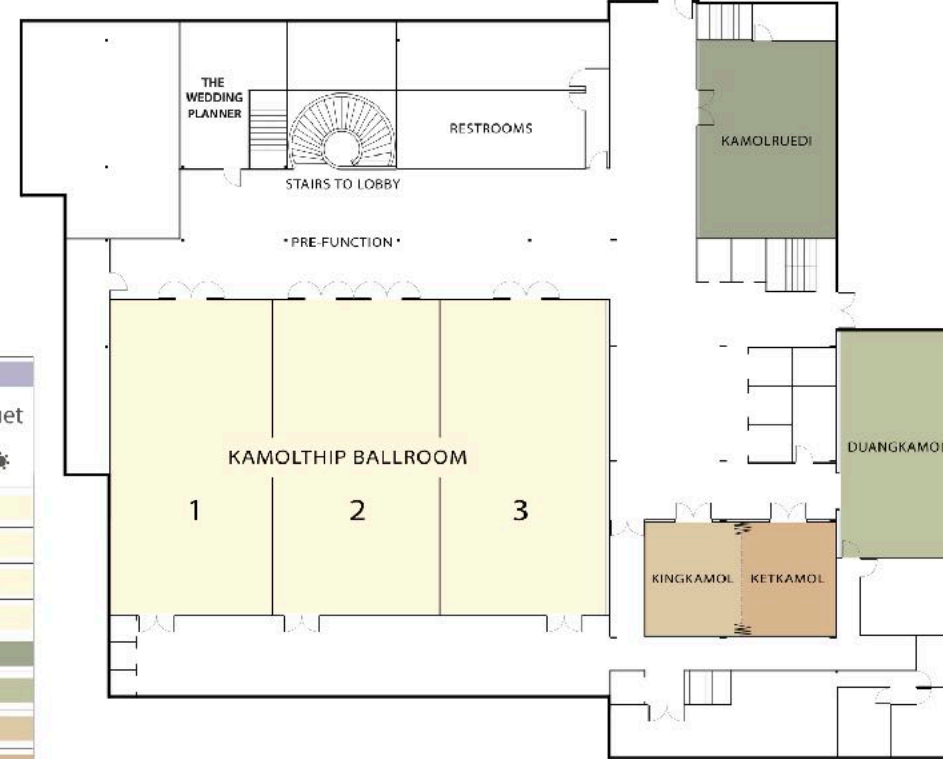 THE
WEDDING
PLANNER
RESTROOMS
KAMOLRUEDI
STAIRS TO LOBBY
PRE-FUNCTION
KAMOLTHIP BALLROOM
1
2
3
DUANGKAMOL
KINGKAMOL
KETKAMOL